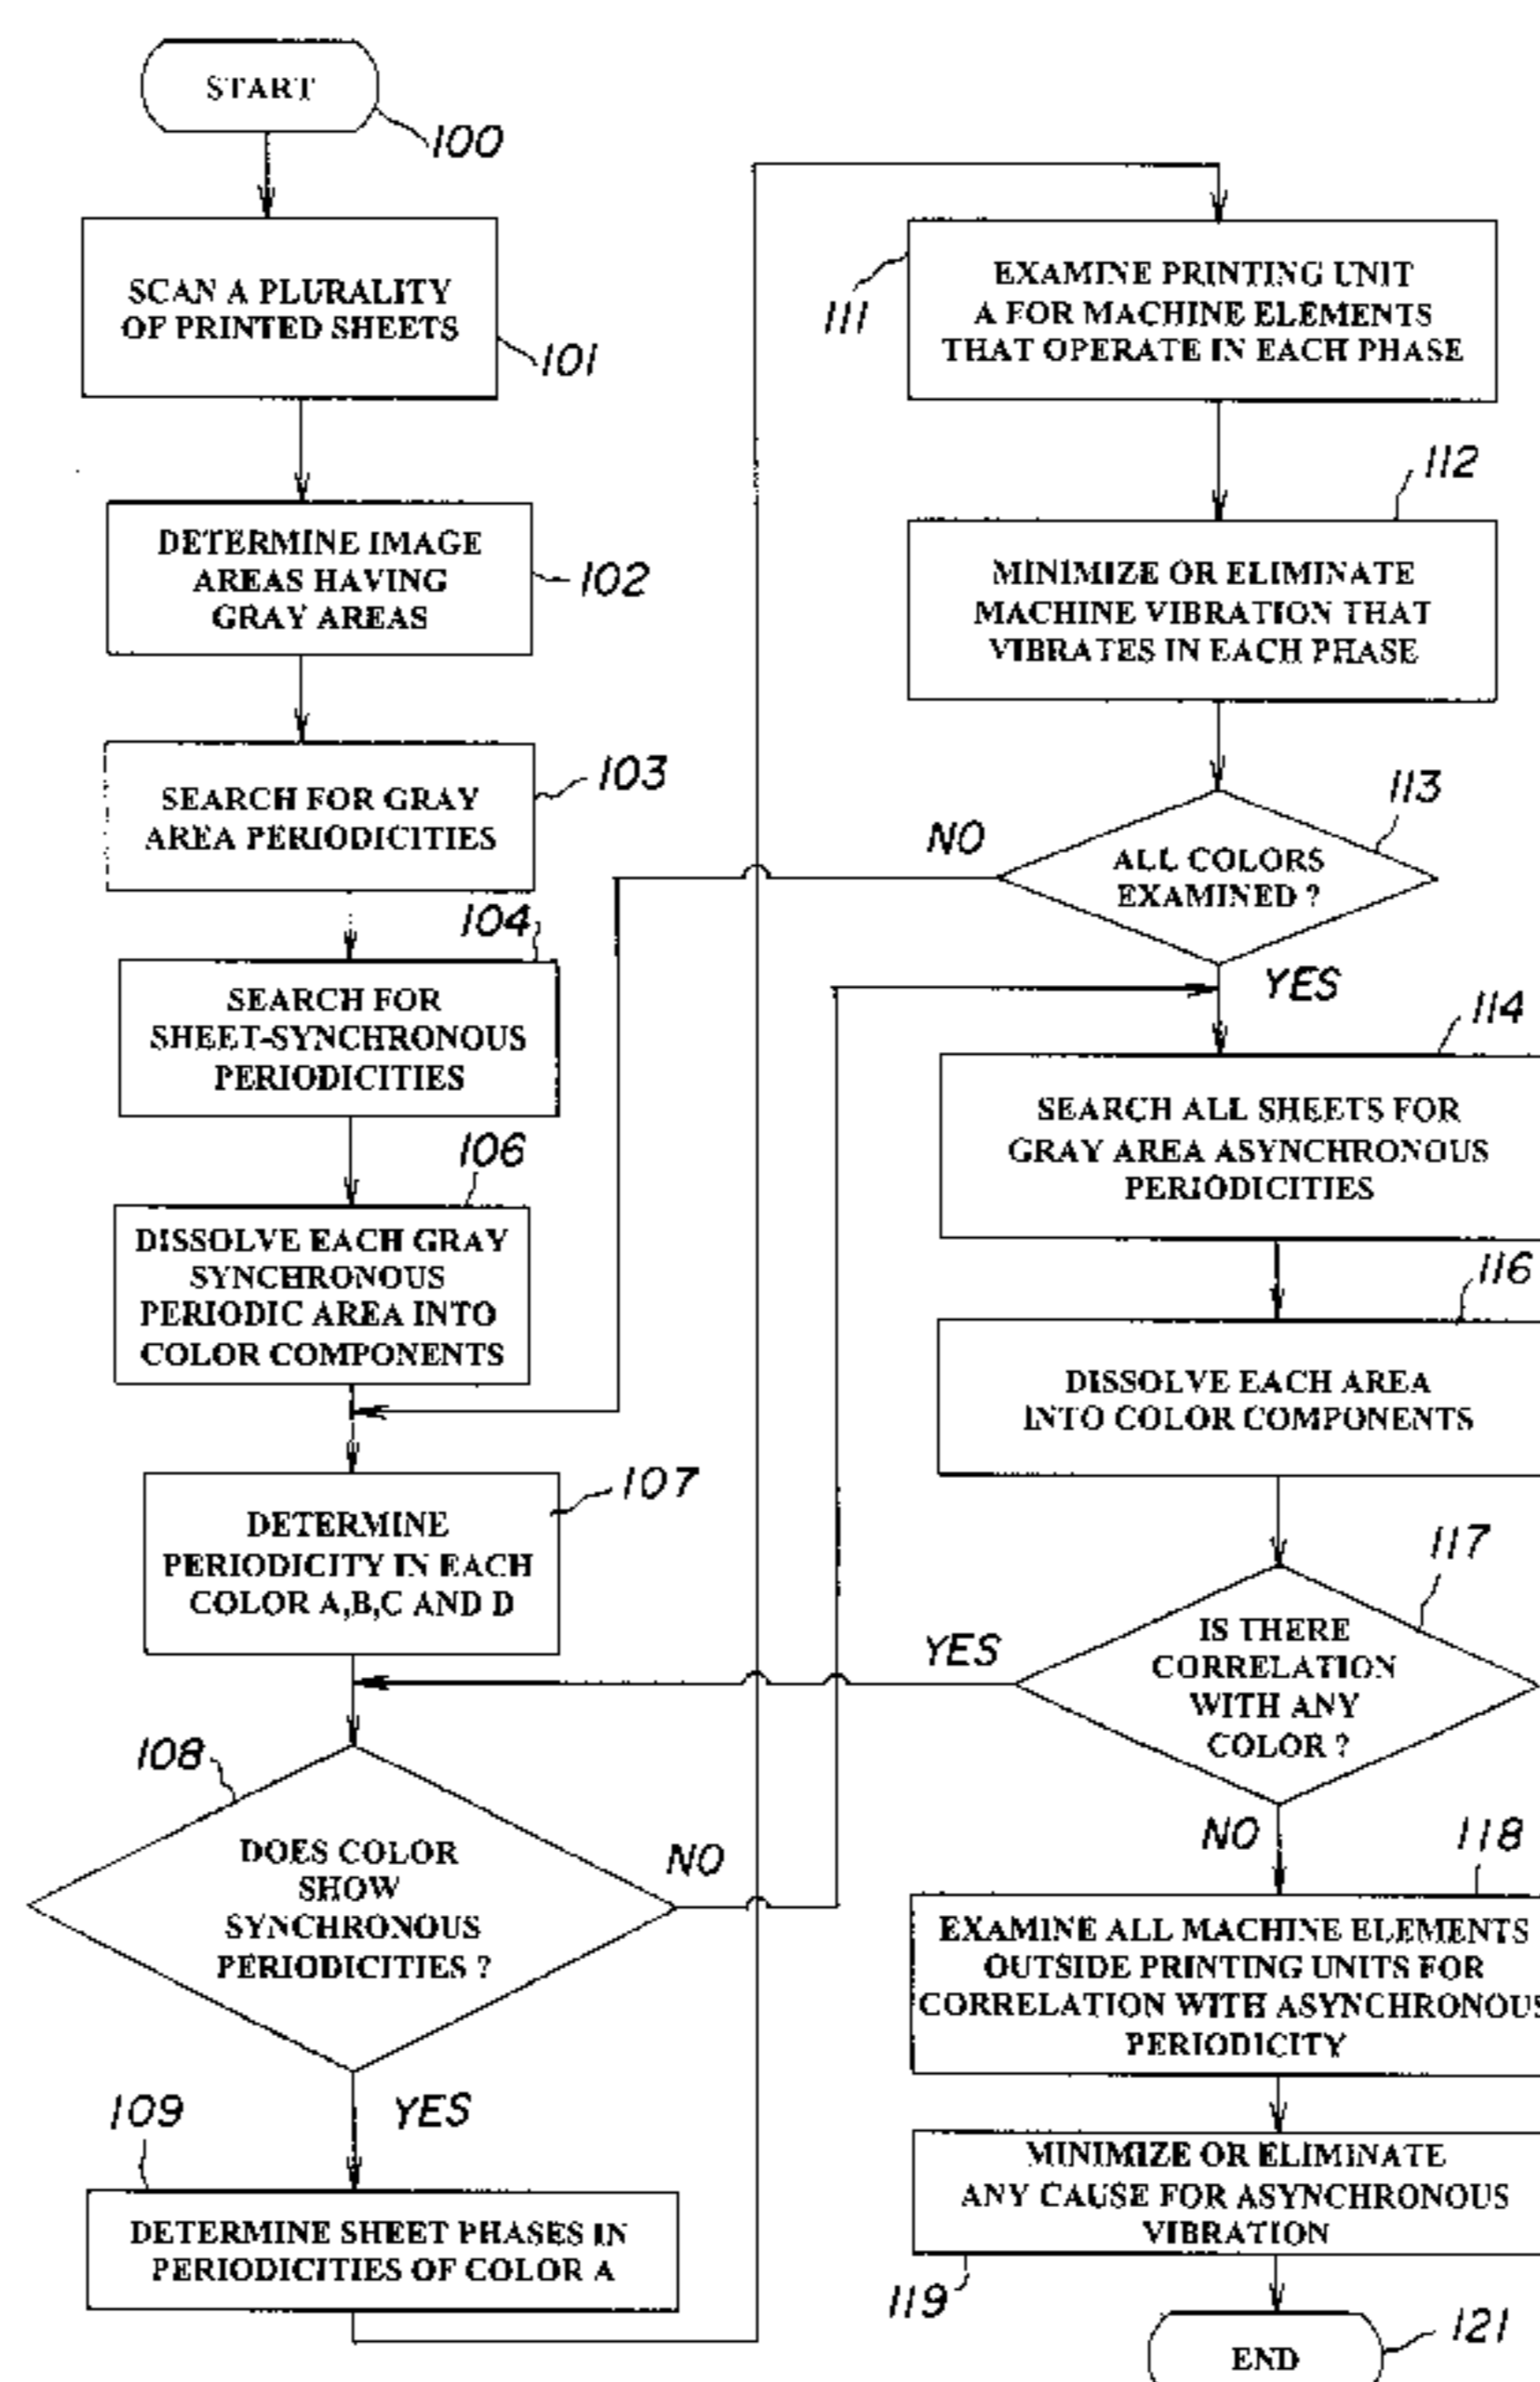 START
100
SCAN A PLURALITY
OF PRINTED SHEETS
101
DETERMINE IMAGE
AREAS HAVING
GRAY AREAS
102
SEARCH FOR GRAY
AREA PERIODICITIES
103
104
SEARCH FOR
SHEET-SYNCHRONOUS
PERIODICITIES
106
DISSOLVE EACH GRAY
SYNCHRONOUS
PERIODIC AREA INTO
COLOR COMPONENTS
107
DETERMINE
PERIODICITY IN EACH
COLOR A,B,C AND D
108
DOES COLOR
SHOW
SYNCHRONOUS
PERIODICITIES ?
NO
YES
109
DETERMINE SHEET PHASES IN
PERIODICITIES OF COLOR A
111
EXAMINE PRINTING UNIT
A FOR MACHINE ELEMENTS
THAT OPERATE IN EACH PHASE
112
MINIMIZE OR ELIMINATE
MACHINE VIBRATION THAT
VIBRATES IN EACH PHASE
113
NO
ALL COLORS
EXAMINED ?
YES
114
SEARCH ALL SHEETS FOR
GRAY AREA ASYNCHRONOUS
PERIODICITIES
116
DISSOLVE EACH AREA
INTO COLOR COMPONENTS
117
YES
IS THERE
CORRELATION
WITH ANY
COLOR ?
NO
118
EXAMINE ALL MACHINE ELEMENTS
OUTSIDE PRINTING UNITS FOR
CORRELATION WITH ASYNCHRONOUS
PERIODICITY
MINIMIZE OR ELIMINATE
ANY CAUSE FOR ASYNCHRONOUS
VIBRATION
119
END
121